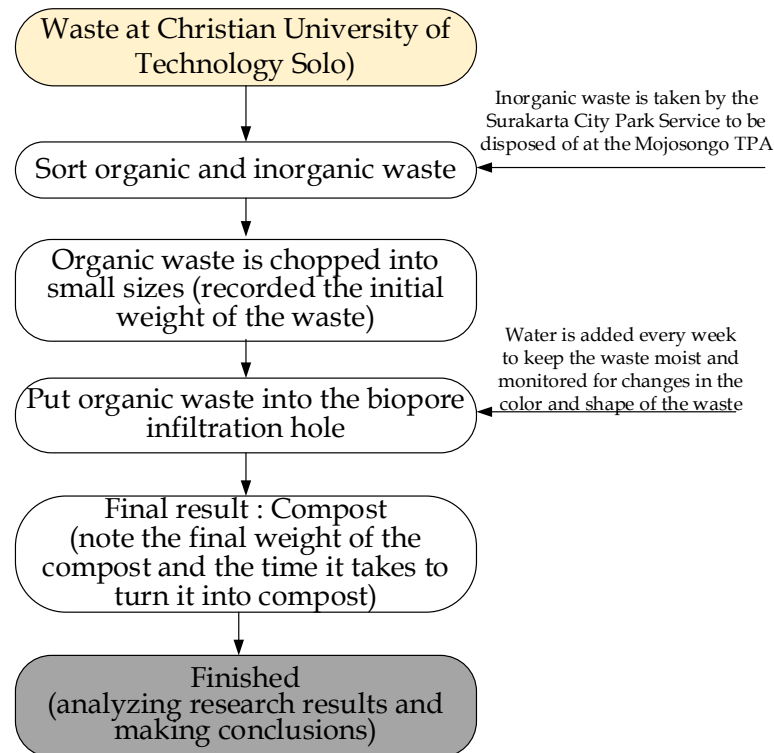 Waste at Christian University of
Technology Solo)
Inorganic waste is taken by the
Surakarta City Park Service to be
disposed of at the Mojosongo TPA
Sort organic and inorganic waste
Organic waste is chopped into
small sizes (recorded the initial
weight of the waste)
Water is added every week
to keep the waste moist and
monitored for changes in the
color and shape of the waste
Put organic waste into the biopore
infiltration hole
Final result : Compost
(note the final weight of the
compost and the time it takes to
turn it into compost)
Finished
(analyzing research results and
making conclusions)